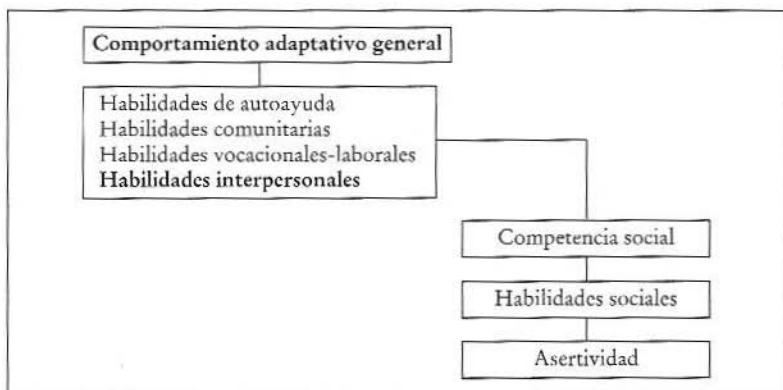 Comportamiento adaptativo general
Habilidades de autoayuda
Habilidades comunitarias
Habilidades vocacionales-laborales
Habilidades interpersonales
Competencia social
Habilidades sociales
Asertividad